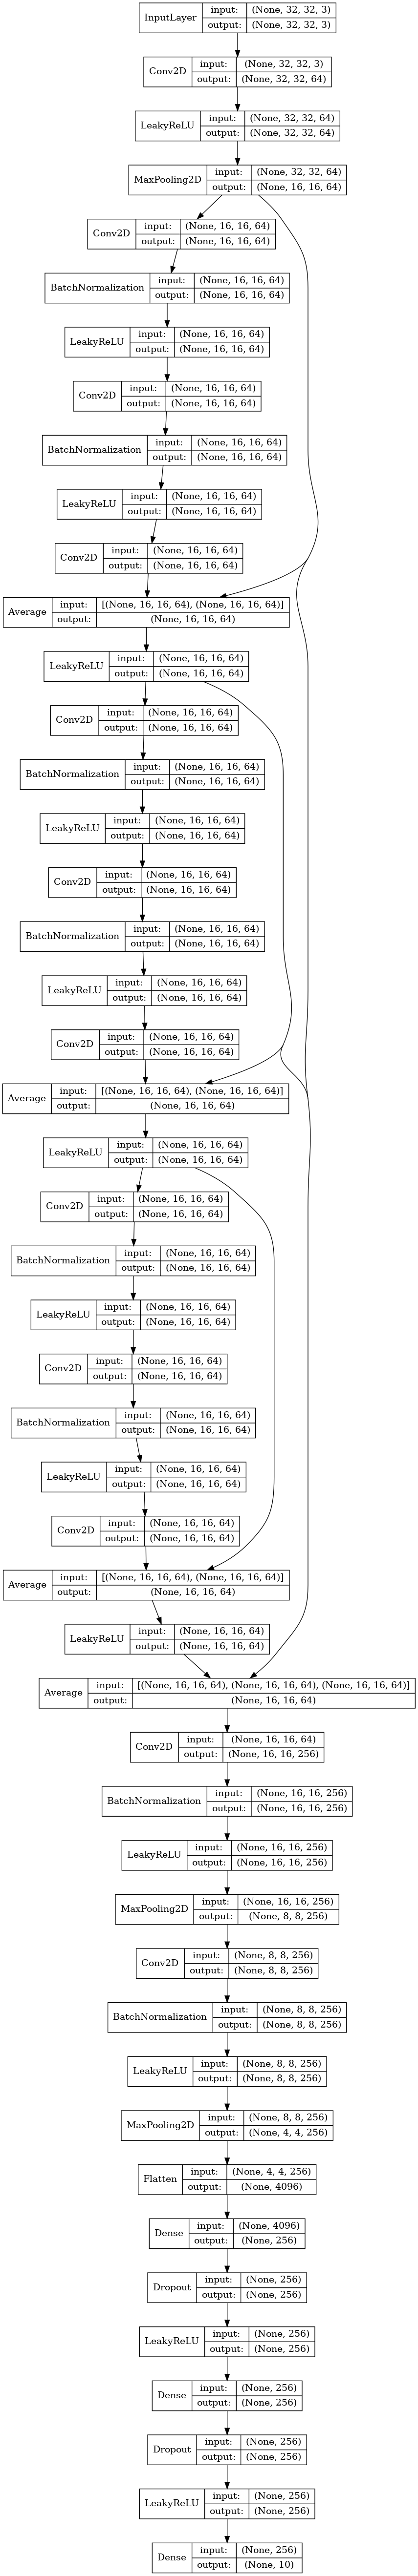 InputLayer input: (None, 32, 32, 3)
output: (None, 32, 32, 3)
Conv2D input: (None, 32, 32, 3)
output: (None, 32, 32, 64)
LeakyReLU input: (None, 32, 32, 64)
output: (None, 32, 32, 64)
MaxPooling2D input: (None, 32, 32, 64)
output: (None, 16, 16, 64)
Conv2D input: (None, 16, 16, 64)
output: (None, 16, 16, 64)
BatchNormalization input: (None, 16, 16, 64)
output: (None, 16, 16, 64)
LeakyReLU input: (None, 16, 16, 64)
output: (None, 16, 16, 64)
Conv2D input: (None, 16, 16, 64)
output: (None, 16, 16, 64)
BatchNormalization input: (None, 16, 16, 64)
output: (None, 16, 16, 64)
LeakyReLU input: (None, 16, 16, 64)
output: (None, 16, 16, 64)
Conv2D input: (None, 16, 16, 64)
output: (None, 16, 16, 64)
Average input: [(None, 16, 16, 64), (None, 16, 16, 64)]
output: (None, 16, 16, 64)
LeakyReLU input: (None, 16, 16, 64)
output: (None, 16, 16, 64)
Conv2D input: (None, 16, 16, 64)
output: (None, 16, 16, 64)
BatchNormalization input: (None, 16, 16, 64)
output: (None, 16, 16, 64)
LeakyReLU input: (None, 16, 16, 64)
output: (None, 16, 16, 64)
Conv2D input: (None, 16, 16, 64)
output: (None, 16, 16, 64)
BatchNormalization input: (None, 16, 16, 64)
output: (None, 16, 16, 64)
LeakyReLU input: (None, 16, 16, 64)
output: (None, 16, 16, 64)
Conv2D input: (None, 16, 16, 64)
output: (None, 16, 16, 64)
Average input: [(None, 16, 16, 64), (None, 16, 16, 64)]
output: (None, 16, 16, 64)
LeakyReLU input: (None, 16, 16, 64)
output: (None, 16, 16, 64)
Conv2D input: (None, 16, 16, 64)
output: (None, 16, 16, 64)
BatchNormalization input: (None, 16, 16, 64)
output: (None, 16, 16, 64)
LeakyReLU input: (None, 16, 16, 64)
output: (None, 16, 16, 64)
Conv2D input: (None, 16, 16, 64)
output: (None, 16, 16, 64)
BatchNormalization input: (None, 16, 16, 64)
output: (None, 16, 16, 64)
LeakyReLU input: (None, 16, 16, 64)
output: (None, 16, 16, 64)
Conv2D input: (None, 16, 16, 64)
output: (None, 16, 16, 64)
Average input: [(None, 16, 16, 64), (None, 16, 16, 64)]
output: (None, 16, 16, 64)
LeakyReLU input: (None, 16, 16, 64)
output: (None, 16, 16, 64)
Average input: [(None, 16, 16, 64), (None, 16, 16, 64), (None, 16, 16, 64)]
output: (None, 16, 16, 64)
Conv2D input: (None, 16, 16, 64)
output: (None, 16, 16, 256)
BatchNormalization input: (None, 16, 16, 256)
output: (None, 16, 16, 256)
LeakyReLU input: (None, 16, 16, 256)
output: (None, 16, 16, 256)
MaxPooling2D input: (None, 16, 16, 256)
output: (None, 8, 8, 256)
Conv2D input: (None, 8, 8, 256)
output: (None, 8, 8, 256)
BatchNormalization input: (None, 8, 8, 256)
output: (None, 8, 8, 256)
LeakyReLU input: (None, 8, 8, 256)
output: (None, 8, 8, 256)
MaxPooling2D input: (None, 8, 8, 256)
output: (None, 4, 4, 256)
Flatten input: (None, 4, 4, 256)
output: (None, 4096)
Dense input: (None, 4096)
output: (None, 256)
Dropout input: (None, 256)
output: (None, 256)
LeakyReLU input: (None, 256)
output: (None, 256)
Dense input: (None, 256)
output: (None, 256)
Dropout input: (None, 256)
output: (None, 256)
LeakyReLU input: (None, 256)
output: (None, 256)
Dense input: (None, 256)
output: (None, 10)